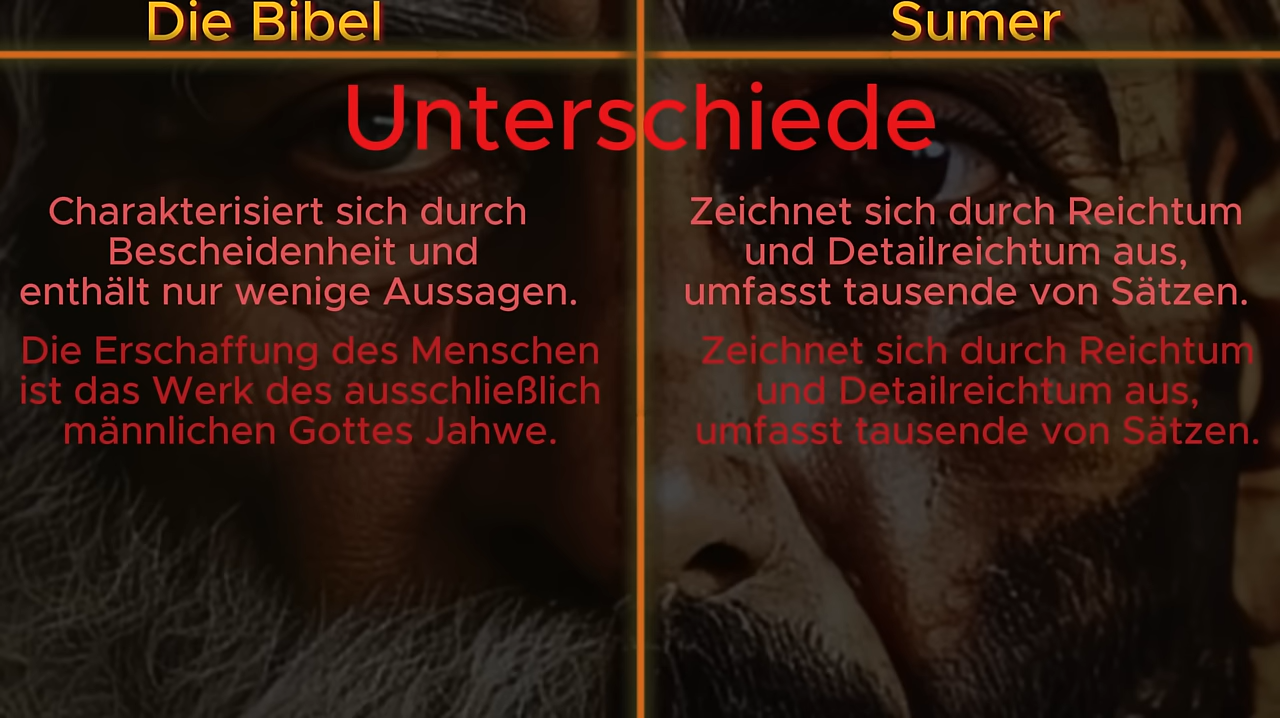 Die Bibel
Sumer
Unterschiede
Charakterisiert sich durch
Bescheidenheit und
enthält nur wenige Aussagen.
Zeichnet sich durch Reichtum
und Detailreichtum aus,
umfasst tausende von Sätzen.
Die Erschaffung des Menschen
ist das Werk des ausschließlich
männlichen Gottes Jahwe.
Zeichnet sich durch Reichtum
und Detailreichtum aus,
umfasst tausende von Sätzen.